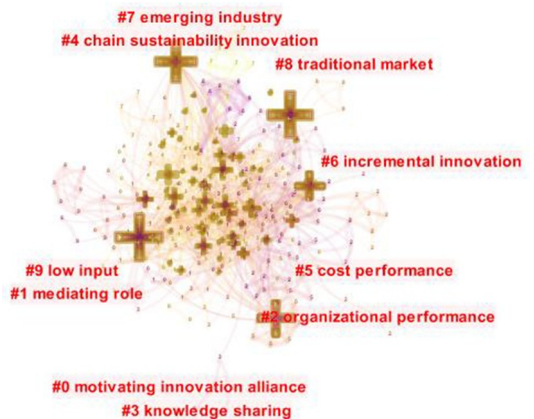 #7 emerging industry
#4 chain sustainability innovation
#8 traditional market
#6 incremental innovation
#9 low input
#5 cost performance
#1 mediating role
#2 organizational performance
#0 motivating innovation alliance
#3 knowledge sharing